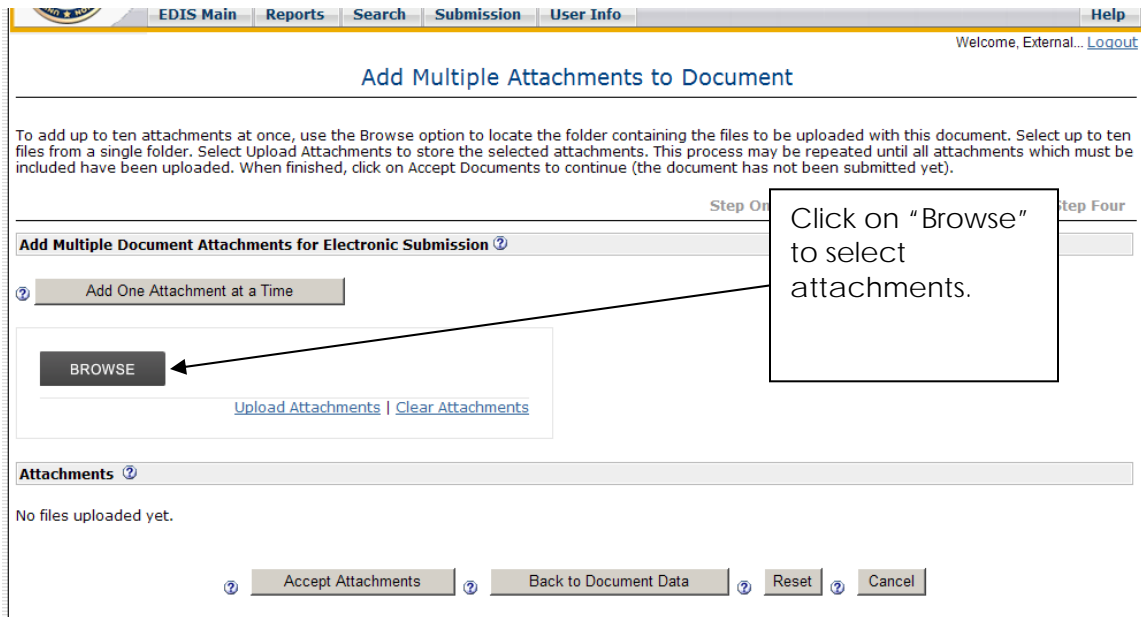 EDIS Main Reports Search Submission User Info Help
Welcome, External... Logout
Add Multiple Attachments to Document
To add up to ten attachments at once, use the Browse option to locate the folder containing the files to be uploaded with this document. Select up to ten
files from a single folder. Select Upload Attachments to store the selected attachments. This process may be repeated until all attachments which must be
included have been uploaded. When finished, click on Accept Documents to continue (the document has not been submitted yet).
Step Four
Click on "Browse"
to select
attachments.
Add Multiple Document Attachments for Electronic Submission ?
? Add One Attachment at a Time
BROWSE
Upload Attachments | Clear Attachments
Attachments ?
No files uploaded yet.
? Accept Attachments ? Back to Document Data ? Reset ? Cancel